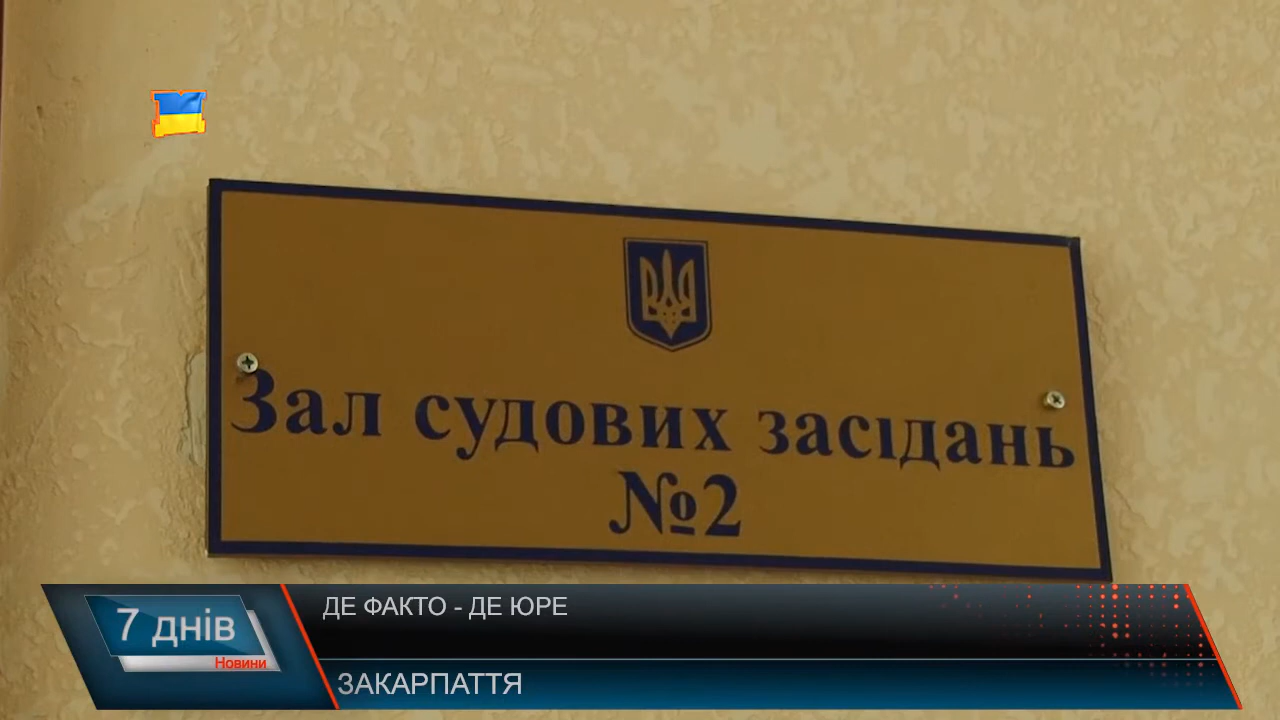 Зал судових засідань
№2
7 днів
Новини
ДЕ ФАКТО - ДЕ ЮРЕ
ЗАКАРПАТТЯ